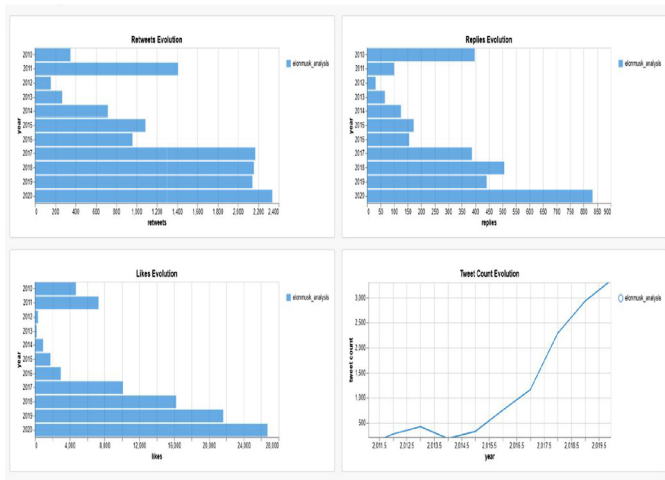 Retweets Evolution
elonmusk_analysis
year
2010
2011
2012
2013
2014
2015
2016
2017
2018
2019
2020
0 200 400 600 800 1,000 1,200 1,400 1,600 1,800 2,000 2,200 2,400
retweets
Replies Evolution
elonmusk_analysis
year
2010
2011
2012
2013
2014
2015
2016
2017
2018
2019
2020
0 50 100 150 200 250 300 350 400 450 500 550 600 650 700 750 800 850 900
replies
Likes Evolution
elonmusk_analysis
year
2010
2011
2012
2013
2014
2015
2016
2017
2018
2019
2020
0 4,000 8,000 12,000 16,000 20,000 24,000 28,000
likes
Tweet Count Evolution
elonmusk_analysis
tweet count
3,000
2,500
2,000
1,500
1,000
500
2,011.5 2,012.5 2,013.5 2,014.5 2,015.5 2,016.5 2,017.5 2,018.5 2,019.5
year